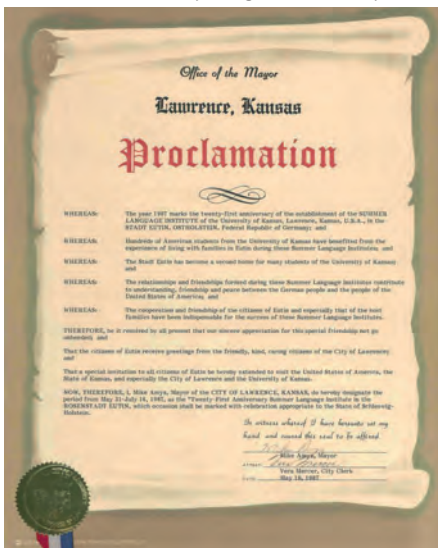 Office of the Mayor
Lawrence, Kansas
Proclamation
WHEREAS: The year 1987 marks the twenty-first anniversary of the establishment of the SUMMER
LANGUAGE INSTITUTE of the University of Kansas, Lawrence, Kansas, U.S.A., in the
STADT EUTIN, OSTHOLSTEIN, Federal Republic of Germany; and
WHEREAS: Hundreds of American students from the University of Kansas have benefitted from the
experience of living with families in Eutin during these Summer Language Institutes; and
WHEREAS: The Stadt Eutin has become a second home for many students of the University of Kansas;
and
WHEREAS: The relationships and friendships formed during these Summer Language Institutes contribute
to understanding, friendship and peace between the German people and the people of the
United States of America; and
WHEREAS: The cooperation and friendship of the citizens of Eutin and especially that of the host
families have been indispensable for the success of these Summer Language Institutes.
THEREFORE, be it resolved by all present that our sincere appreciation for this special friendship not go
unheeded; and
That the citizens of Eutin receive greetings from the friendly, kind, caring citizens of the City of Lawrence;
and
That a special invitation to all citizens of Eutin be hereby extended to visit the United States of America, the
State of Kansas, and especially the City of Lawrence and the University of Kansas.
NOW, THEREFORE, I, Mike Amyx, Mayor of the CITY OF LAWRENCE, KANSAS, do hereby designate the
period from May 31-July 18, 1987, as the "Twenty-First Anniversary Summer Language Institute in the
ROSENSTADT EUTIN, which occasion shall be marked with celebration appropriate to the State of Schleswig-
Holstein.
In witness whereof I have hereunto set my
hand and caused this seal to be affixed
Mike Amyx, Mayor
Vera Mercer, City Clerk
May 18, 1987